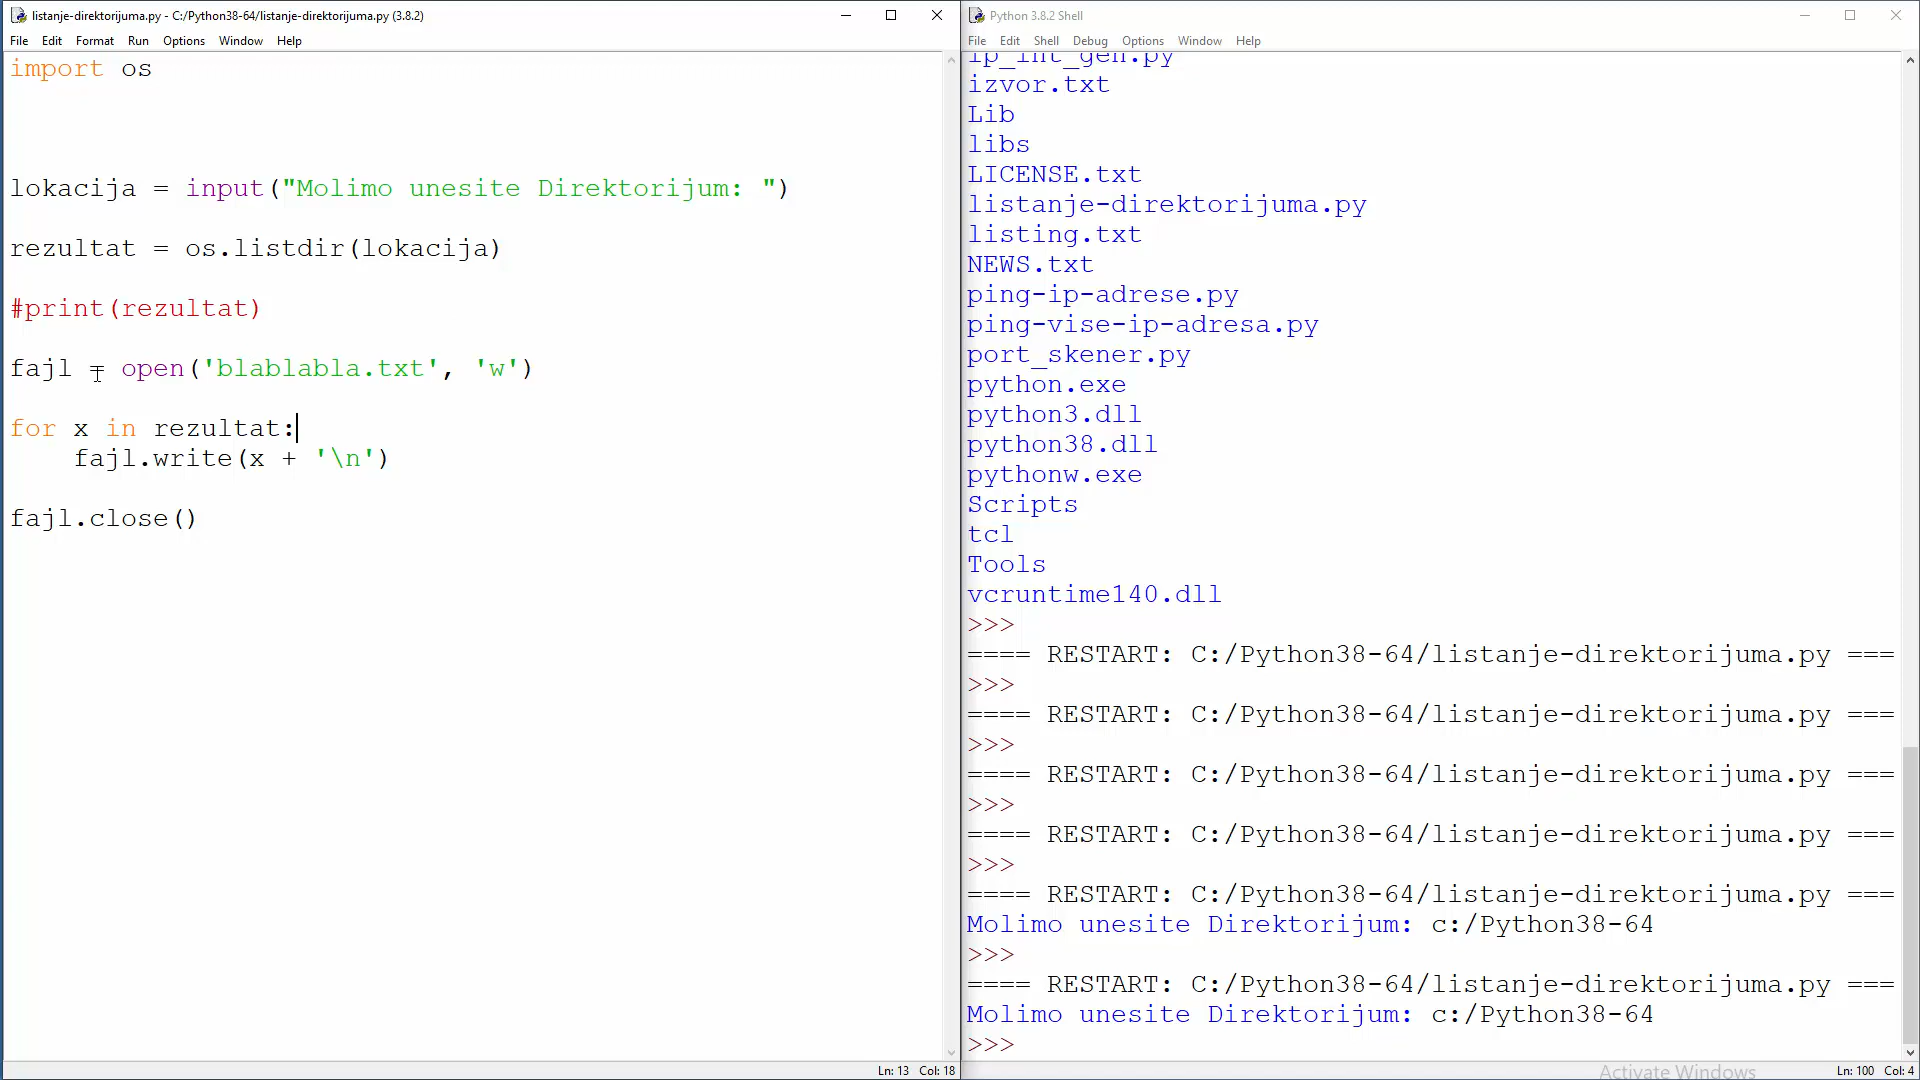 listanje-direktorijuma.py - C:/Python38-64/listanje-direktorijuma.py (3.8.2)
File Edit Format Run Options Window Help
import os
lokacija = input("Molimo unesite Direktorijum: ")
rezultat = os.listdir(lokacija)
#print(rezultat)
fajl = open('blablabla.txt', 'w')
for x in rezultat:
fajl.write(x + '\n')
fajl.close()
Ln: 13 Col: 18
Python 3.8.2 Shell
File Edit Shell Debug Options Window Help
ip_int_gen.py
izvor.txt
Lib
libs
LICENSE.txt
listanje-direktorijuma.py
listing.txt
NEWS.txt
ping-ip-adrese.py
ping-vise-ip-adresa.py
port_skener.py
python.exe
python3.dll
python38.dll
pythonw.exe
Scripts
tcl
Tools
vcruntime140.dll
>>>
==== RESTART: C:/Python38-64/listanje-direktorijuma.py ===
>>>
==== RESTART: C:/Python38-64/listanje-direktorijuma.py ===
>>>
==== RESTART: C:/Python38-64/listanje-direktorijuma.py ===
>>>
==== RESTART: C:/Python38-64/listanje-direktorijuma.py ===
>>>
==== RESTART: C:/Python38-64/listanje-direktorijuma.py ===
Molimo unesite Direktorijum: c:/Python38-64
>>>
==== RESTART: C:/Python38-64/listanje-direktorijuma.py ===
Molimo unesite Direktorijum: c:/Python38-64
>>>
Activate Windows
Ln: 100 Col: 4